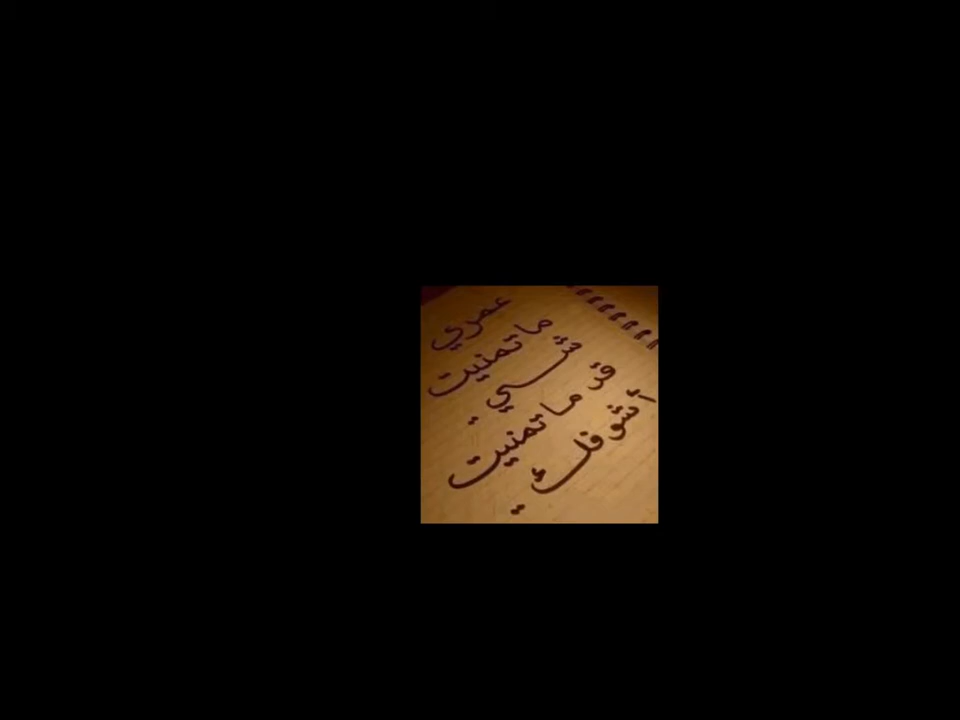 عمري
ما تمنيت
شي ..
قد ما تمنيت
أشوفك ..